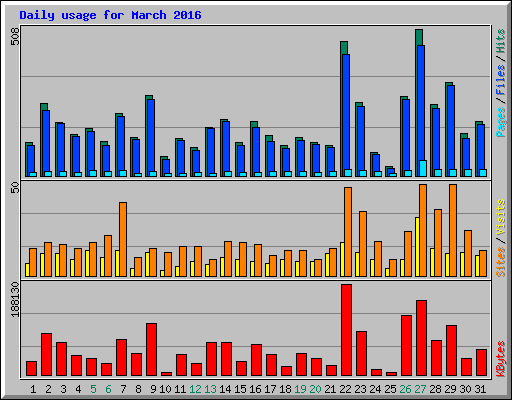 Daily usage for March 2016
508
Pages / Files / Hits
50
Sites / Visits
188130
KBytes
1 2 3 4 5 6 7 8 9 10 11 12 13 14 15 16 17 18 19 20 21 22 23 24 25 26 27 28 29 30 31